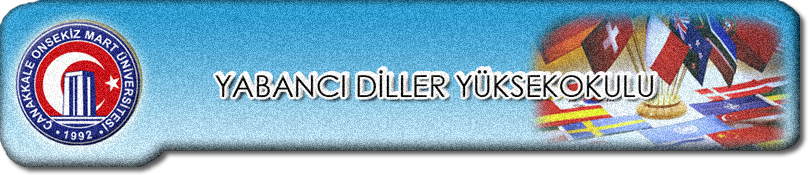 ÇANAKKALE ONSEKİZ MART ÜNİVERSİTESİ
• 1992 •
YABANCI DİLLER YÜKSEKOKULU